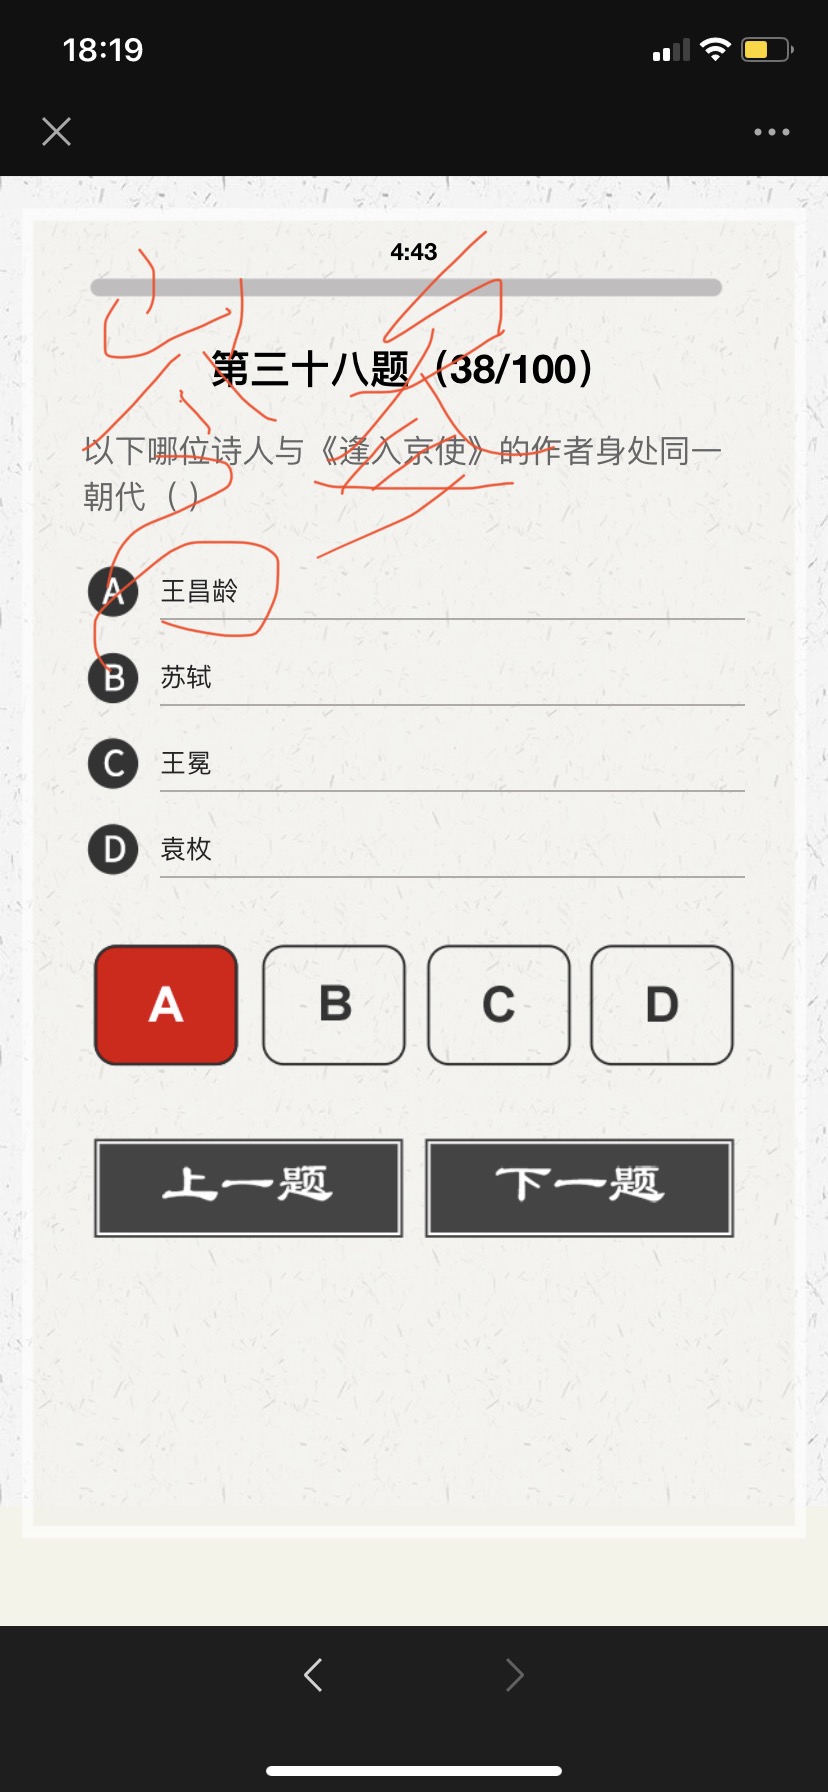 18:19
4:43
第三十八题（38/100）
以下哪位诗人与《逢入京使》的作者身处同一
朝代（ ）
A 王昌龄
B 苏轼
C 王冕
D 袁枚
A B C D
上一题 下一题